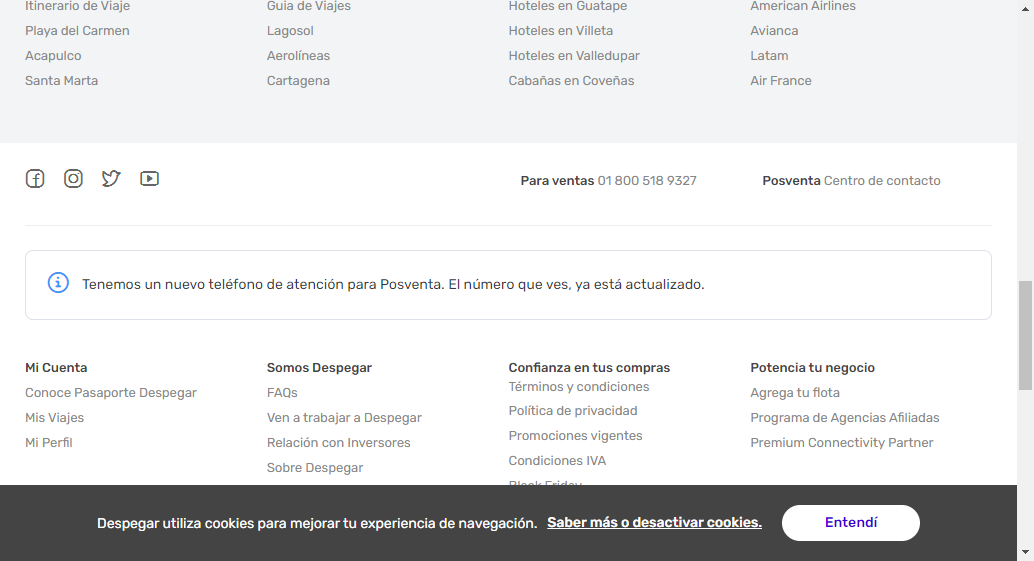 Itinerario de Viaje
Guia de Viajes
Hoteles en Guatape
American Airlines
Playa del Carmen
Lagosol
Hoteles en Villeta
Avianca
Acapulco
Aerolíneas
Hoteles en Valledupar
Latam
Santa Marta
Cartagena
Cabañas en Coveñas
Air France
Para ventas 01 800 518 9327
Posventa Centro de contacto
Tenemos un nuevo teléfono de atención para Posventa. El número que ves, ya está actualizado.
Mi Cuenta
Conoce Pasaporte Despegar
Mis Viajes
Mi Perfil
Somos Despegar
FAQs
Ven a trabajar a Despegar
Relación con Inversores
Sobre Despegar
Confianza en tus compras
Términos y condiciones
Política de privacidad
Promociones vigentes
Condiciones IVA
Black Friday
Potencia tu negocio
Agrega tu flota
Programa de Agencias Afiliadas
Premium Connectivity Partner
Despegar utiliza cookies para mejorar tu experiencia de navegación. Saber más o desactivar cookies.
Entendí